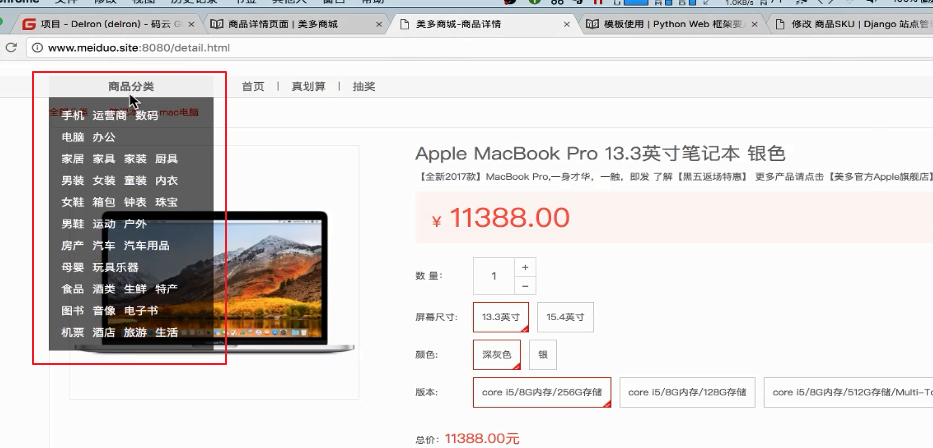 项目 - Delron (delron) - 码云 G
商品详情页面 | 美多商城
美多商城-商品详情
模板使用 | Python Web 框架要
修改 商品SKU | Django 站点管
www.meiduo.site:8080/detail.html
商品分类 首页 | 真划算 | 抽奖
mac电脑
手机 运营商 数码
电脑 办公
家居 家具 家装 厨具
男装 女装 童装 内衣
女鞋 箱包 钟表 珠宝
男鞋 运动 户外
房产 汽车 汽车用品
母婴 玩具乐器
食品 酒类 生鲜 特产
图书 音像 电子书
机票 酒店 旅游 生活
Apple MacBook Pro 13.3英寸笔记本 银色
【全新2017款】MacBook Pro,一身才华，一触，即发 了解【黑五返场特惠】 更多产品请点击【美多官方Apple旗舰店】
¥ 11388.00
数 量： 1 + −
屏幕尺寸: 13.3英寸 15.4英寸
颜色: 深灰色 银
版本: core i5/8G内存/256G存储 core i5/8G内存/128G存储 core i5/8G内存/512G存储/Multi-To
总价: 11388.00元